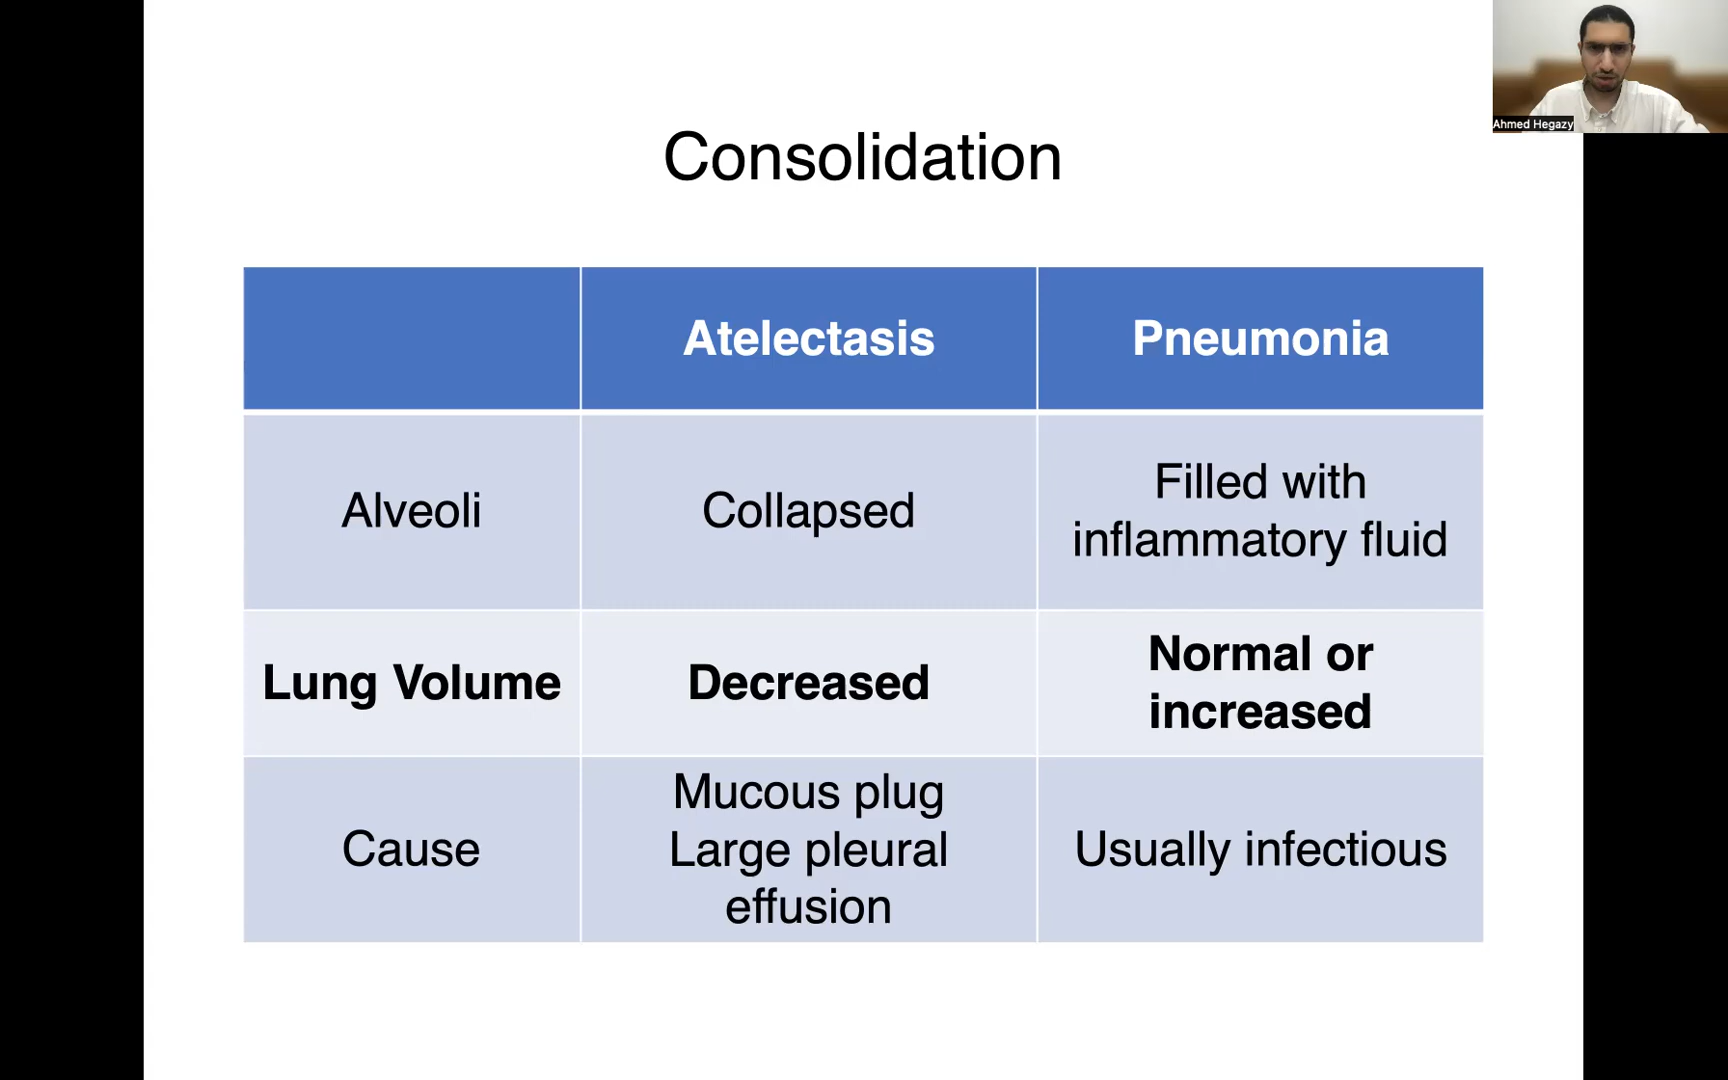 Ahmed Hegazy
Consolidation
Atelectasis
Pneumonia
Alveoli
Collapsed
Filled with
inflammatory fluid
Lung Volume
Decreased
Normal or
increased
Cause
Mucous plug
Large pleural
effusion
Usually infectious